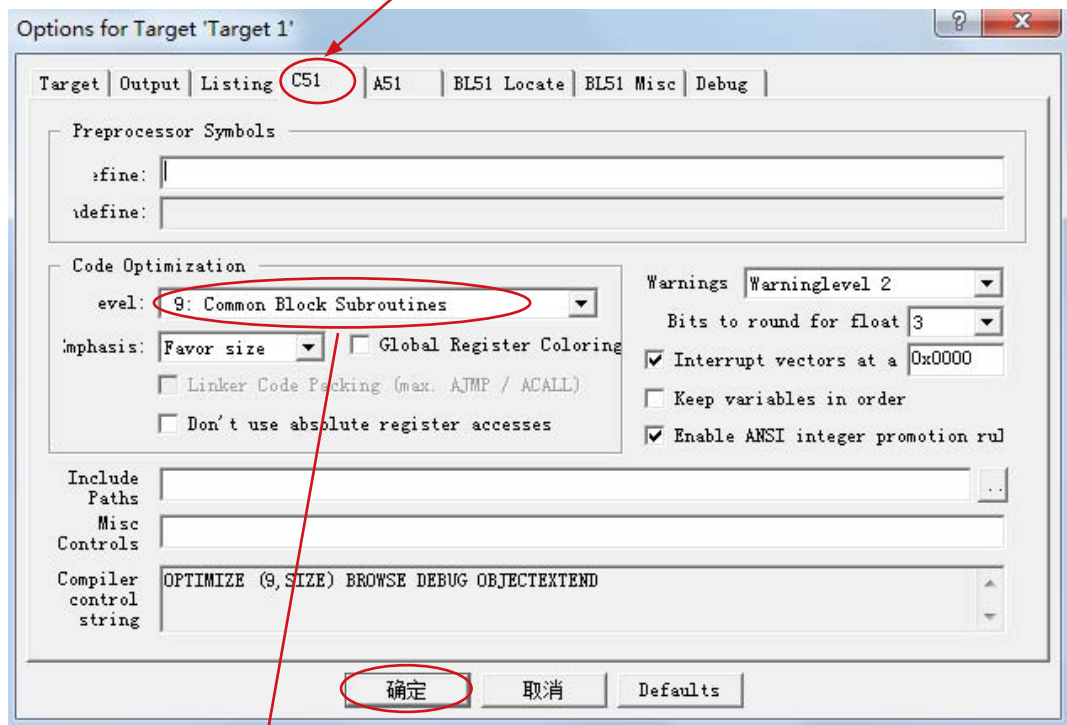 Options for Target 'Target 1'
Target Output Listing C51 A51 BL51 Locate BL51 Misc Debug
Preprocessor Symbols
efine:
define:
Code Optimization
evel: 9: Common Block Subroutines
mphasis: Favor size Global Register Coloring
Linker Code Packing (max. AJMP / ACALL)
Don't use absolute register accesses
Warnings Warninglevel 2
Bits to round for float 3
Interrupt vectors at a 0x0000
Keep variables in order
Enable ANSI integer promotion rul
Include
Paths
..
Misc
Controls
Compiler
control
string
OPTIMIZE (9,SIZE) BROWSE DEBUG OBJECTEXTEND
确定 取消 Defaults